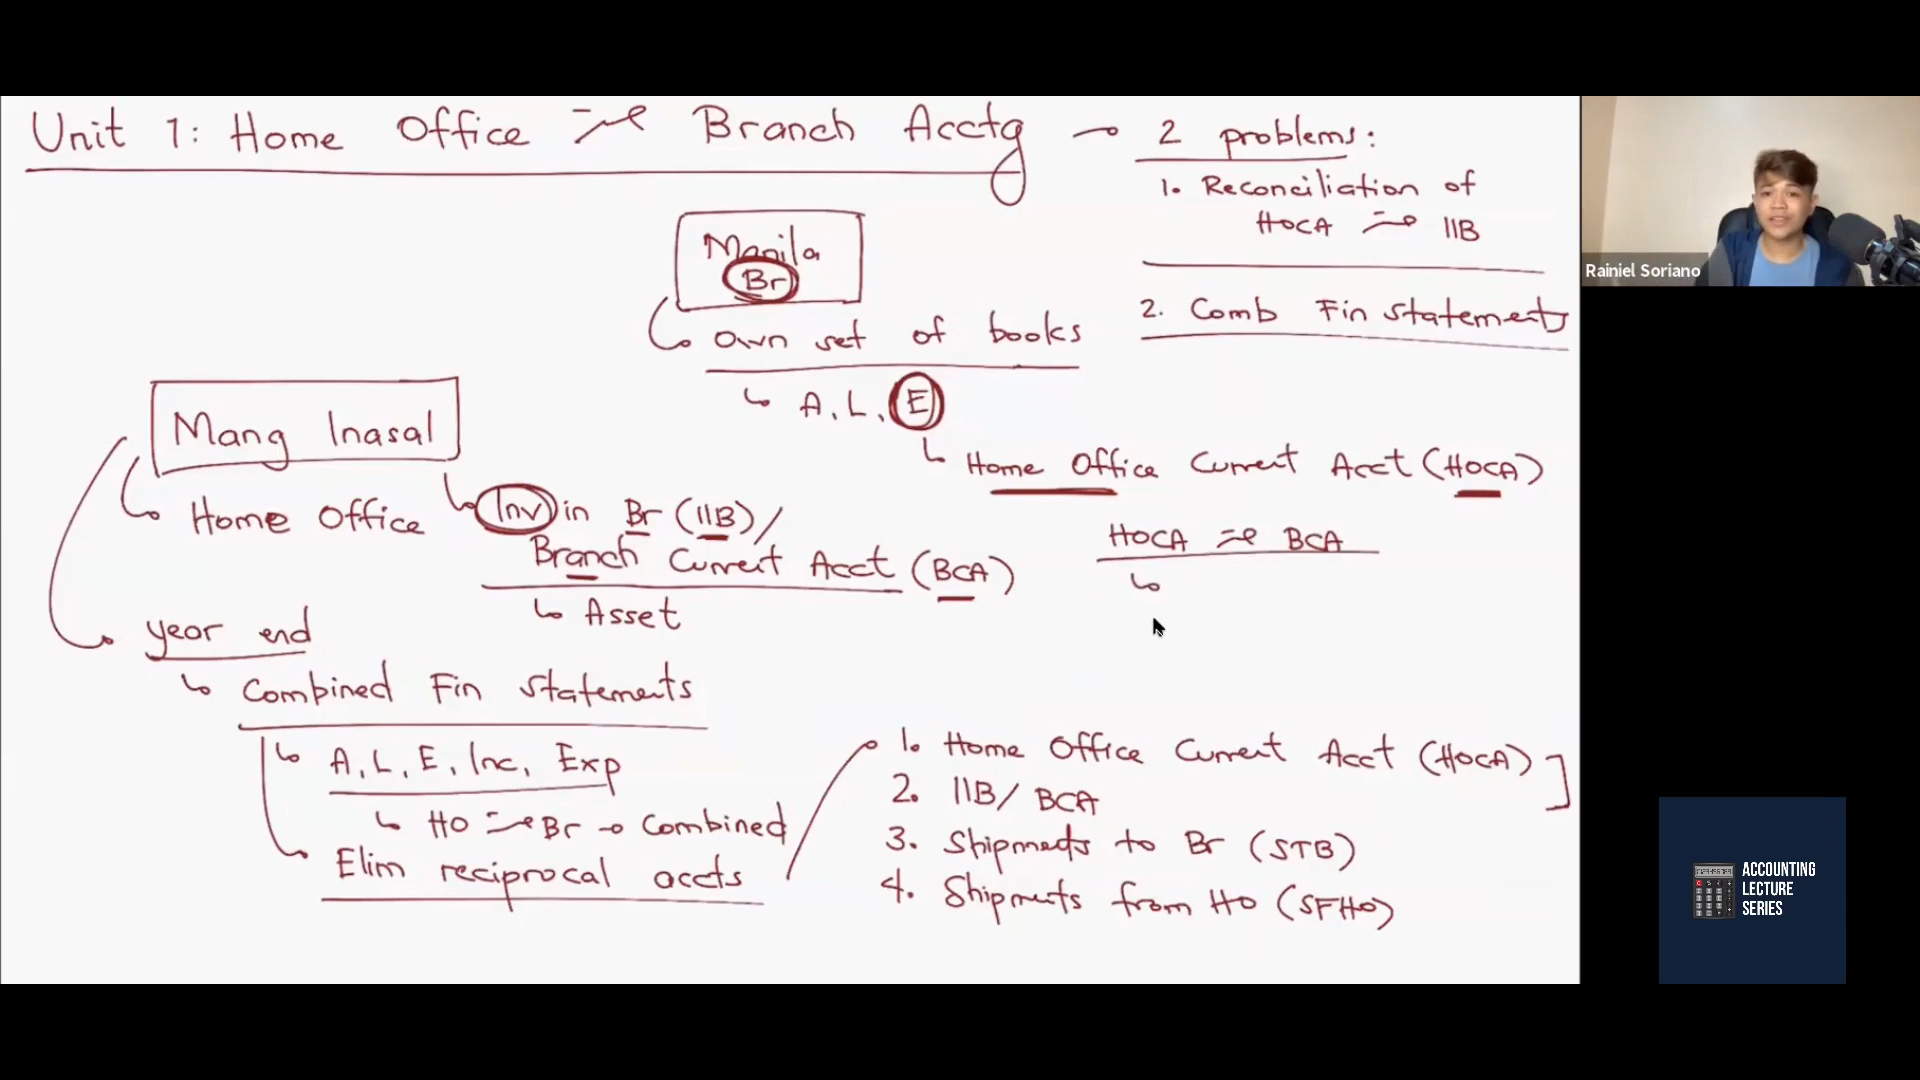 Unit 1: Home Office & Branch Acctg → 2 problems:
1. Reconciliation of
HOCA & IIB
2. Comb Fin Statements
Manila
Br
Own set of books
A, L, E
Home Office Current Acct (HOCA)
Mang Inasal
Home Office
Inv in Br (IIB)/
Branch Current Acct (BCA)
Asset
HOCA & BCA
year end
Combined Fin Statements
A, L, E, Inc, Exp
HO & Br → Combined
Elim reciprocal accts
1. Home Office Current Acct (HOCA)
2. IIB/ BCA
3. Shipments to Br (STB)
4. Shipments from HO (SFHO)
Rainiel Soriano
ACCOUNTING
LECTURE
SERIES